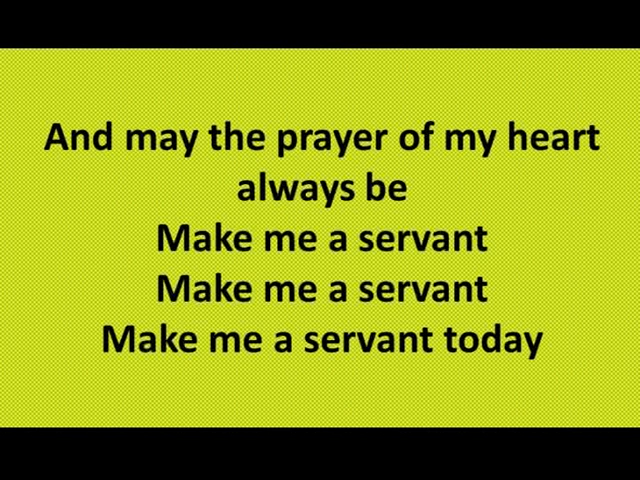 And may the prayer of my heart
always be
Make me a servant
Make me a servant
Make me a servant today